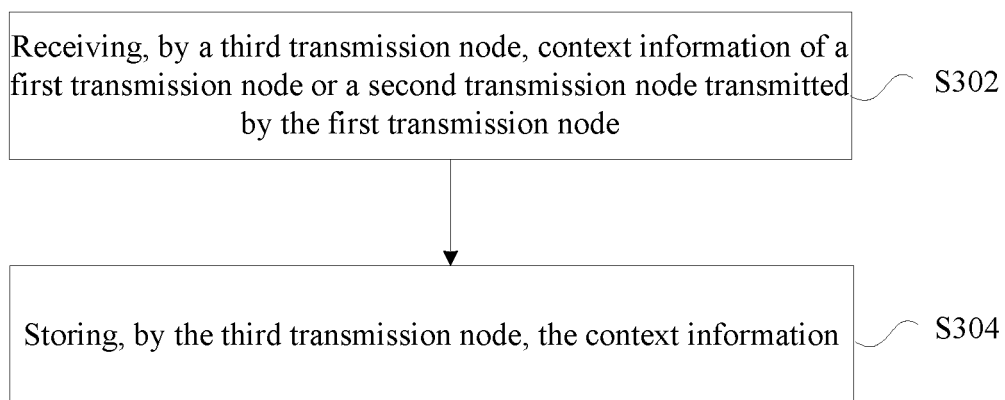 Receiving, by a third transmission node, context information of a
first transmission node or a second transmission node transmitted
by the first transmission node
S302
Storing, by the third transmission node, the context information
S304